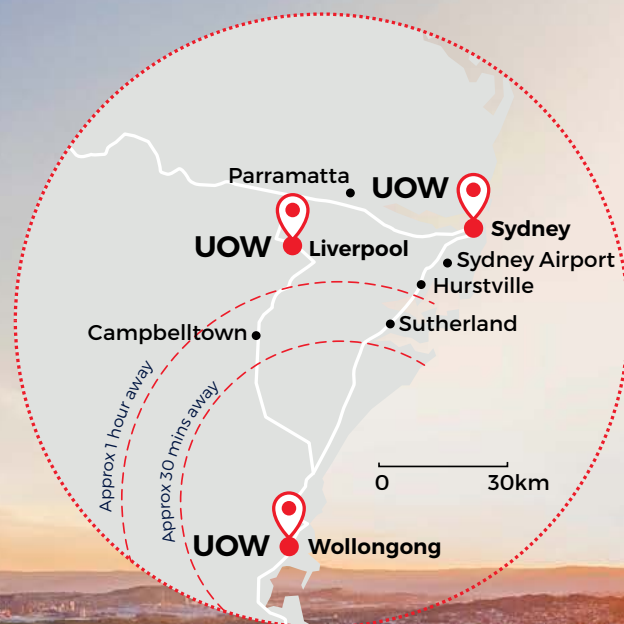 Parramatta
UOW
Sydney
UOW
Liverpool
Sydney Airport
Hurstville
Sutherland
Campbelltown
Approx 1 hour away
Approx 30 mins away
0
30km
UOW
Wollongong